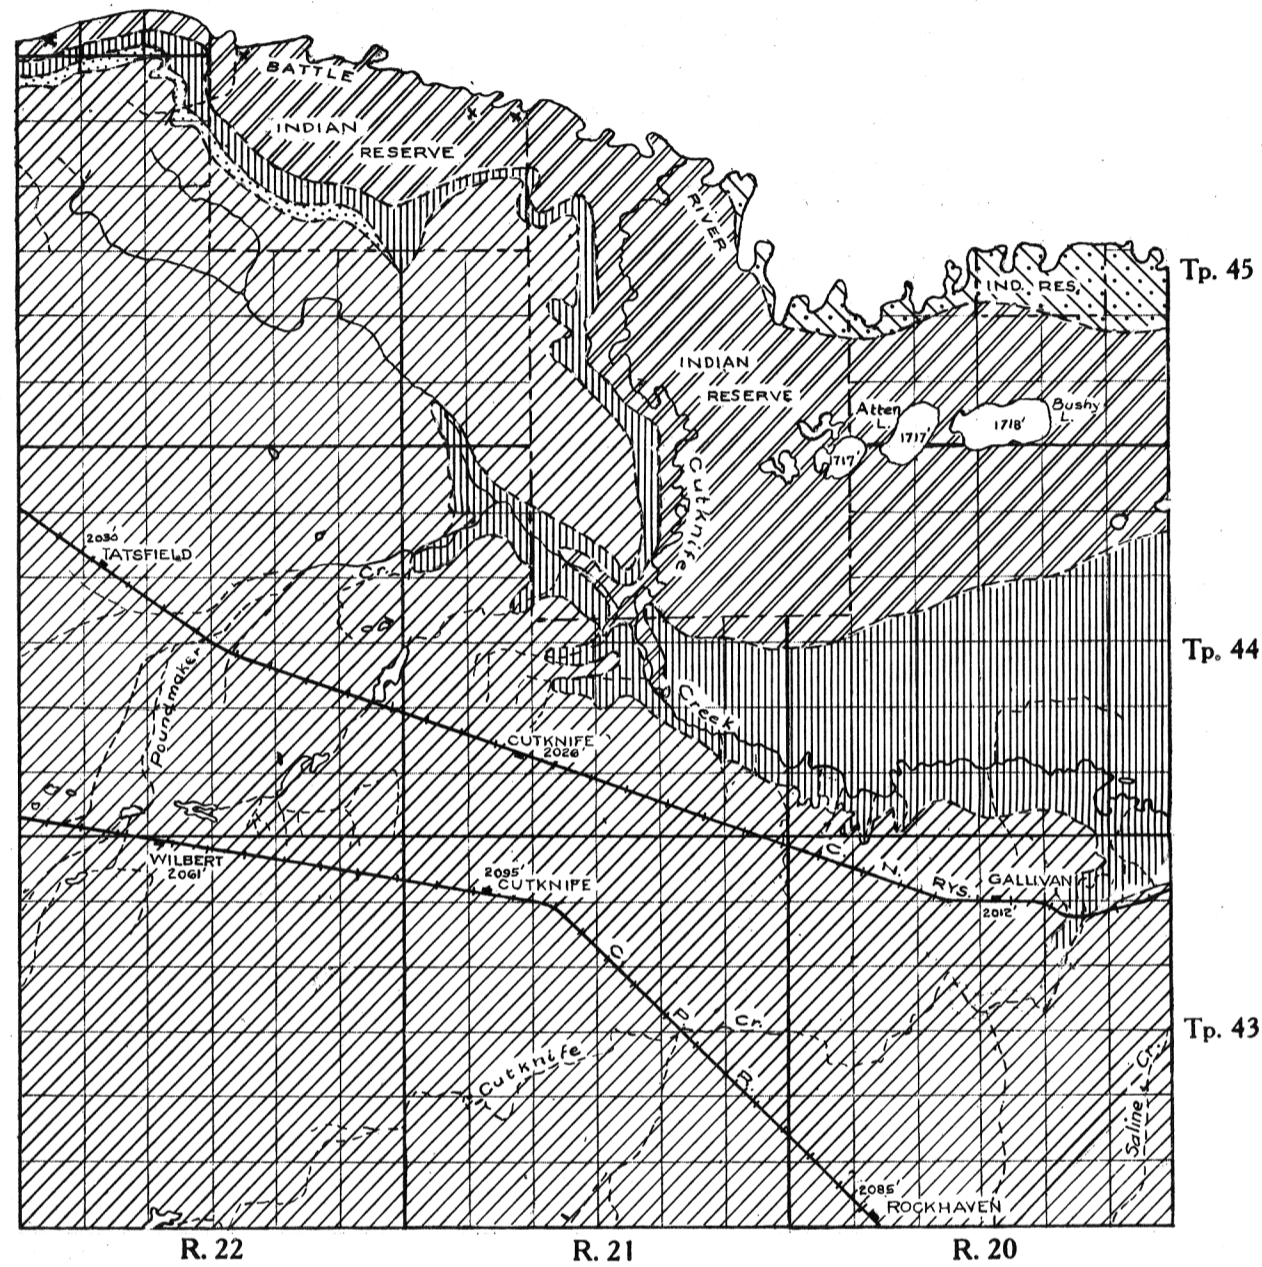 BATTLE
INDIAN
RESERVE
RIVER
IND. RES.
Tp. 45
INDIAN
RESERVE
Atten
L.
Bushy
L.
1717'
1718'
1717'
Cutknife
2030'
TATSFIELD
Cr.
Tp. 44
Poundmaker
Creek
CUTKNIFE
2026'
WILBERT
2061'
2095'
CUTKNIFE
C. N. RYS.
GALLIVAN
2012'
C. P. R.
Cr.
Cutknife
Tp. 43
Saline Cr.
2085'
ROCKHAVEN
R. 22
R. 21
R. 20